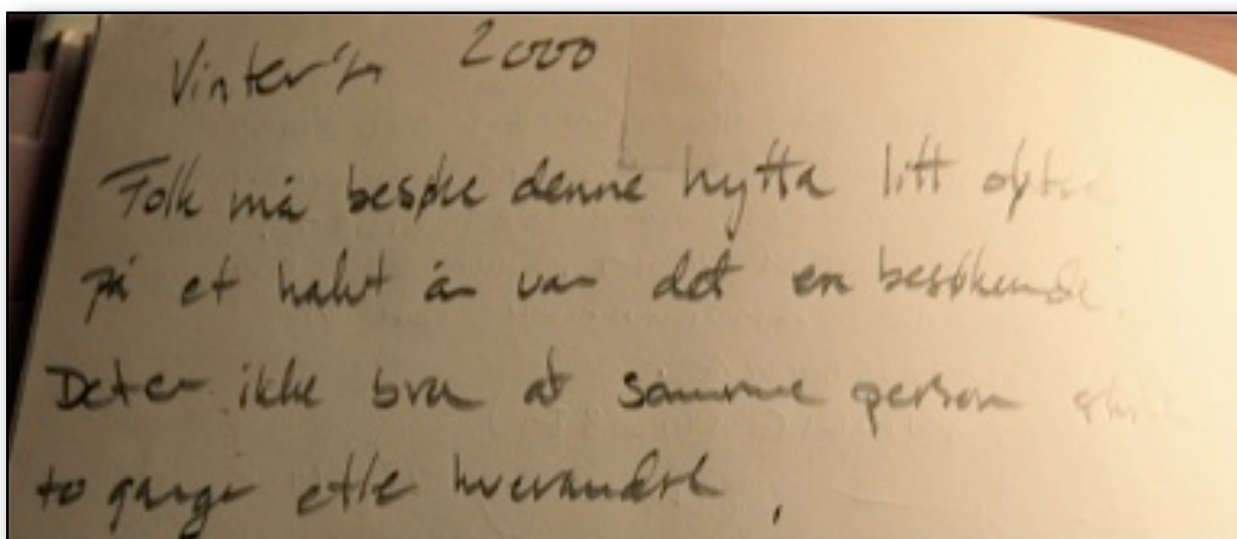 Vinter'n 2000
Folk må besøke denne hytta litt
på et halvt år var det en besøkende.
Det er ikke bra at samme person
to ganger etter hverandre.